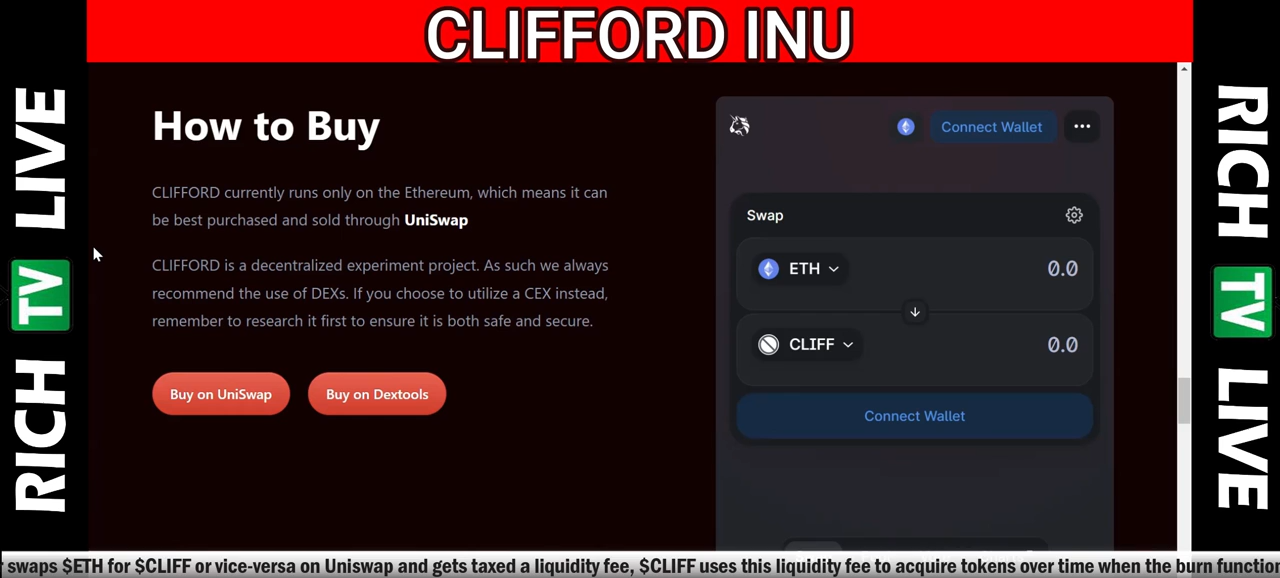 CLIFFORD INU
RICH TV LIVE
How to Buy
CLIFFORD currently runs only on the Ethereum, which means it can
be best purchased and sold through UniSwap
CLIFFORD is a decentralized experiment project. As such we always
recommend the use of DEXs. If you choose to utilize a CEX instead,
remember to research it first to ensure it is both safe and secure.
Buy on UniSwap
Buy on Dextools
Connect Wallet
Swap
ETH
0.0
CLIFF
0.0
Connect Wallet
RICH TV LIVE
swaps $ETH for $CLIFF or vice-versa on Uniswap and gets taxed a liquidity fee, $CLIFF uses this liquidity fee to acquire tokens over time when the burn function